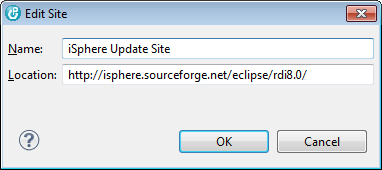 Edit Site
Name: iSphere Update Site
Location: http://isphere.sourceforge.net/eclipse/rdi8.0/
? OK Cancel